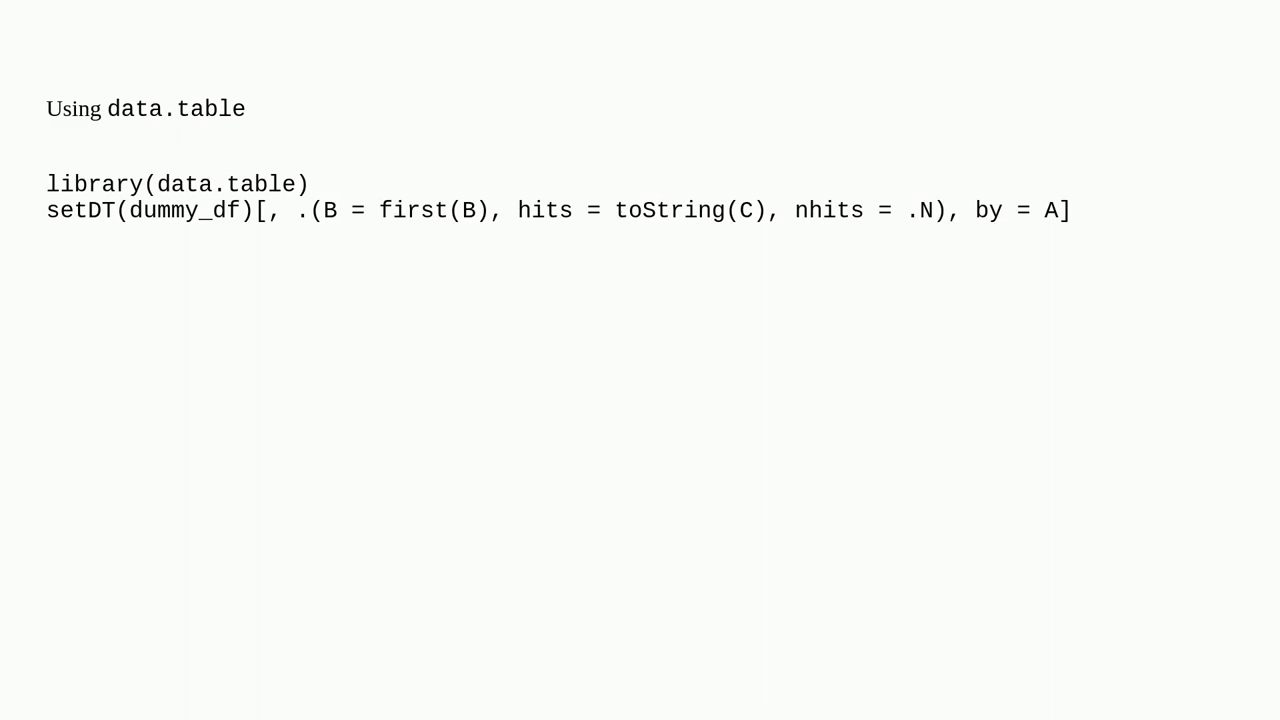 Using data.table
library(data.table)
setDT(dummy_df)[, .(B = first(B), hits = toString(C), nhits = .N), by = A]